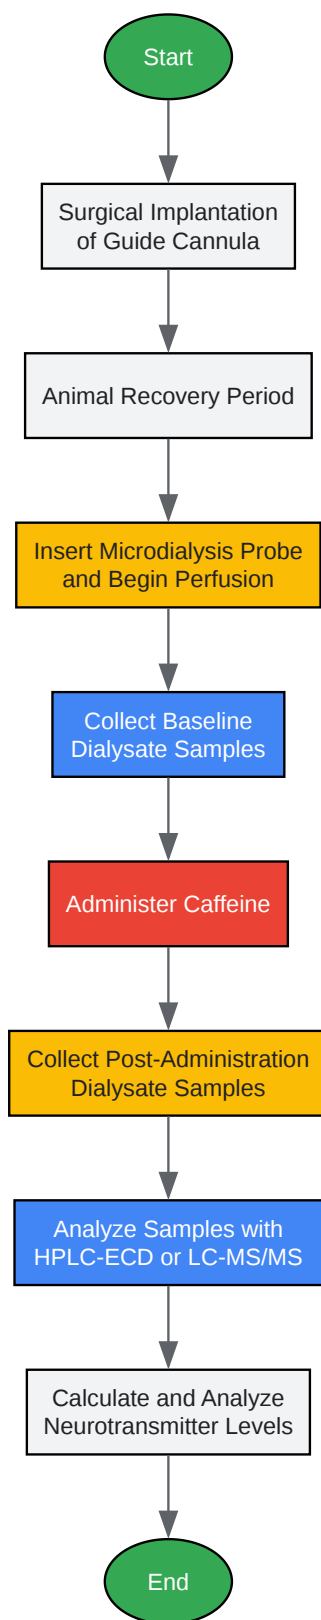 Start
Surgical Implantation
of Guide Cannula
Animal Recovery Period
Insert Microdialysis Probe
and Begin Perfusion
Collect Baseline
Dialysate Samples
Administer Caffeine
Collect Post-Administration
Dialysate Samples
Analyze Samples with
HPLC-ECD or LC-MS/MS
Calculate and Analyze
Neurotransmitter Levels
End